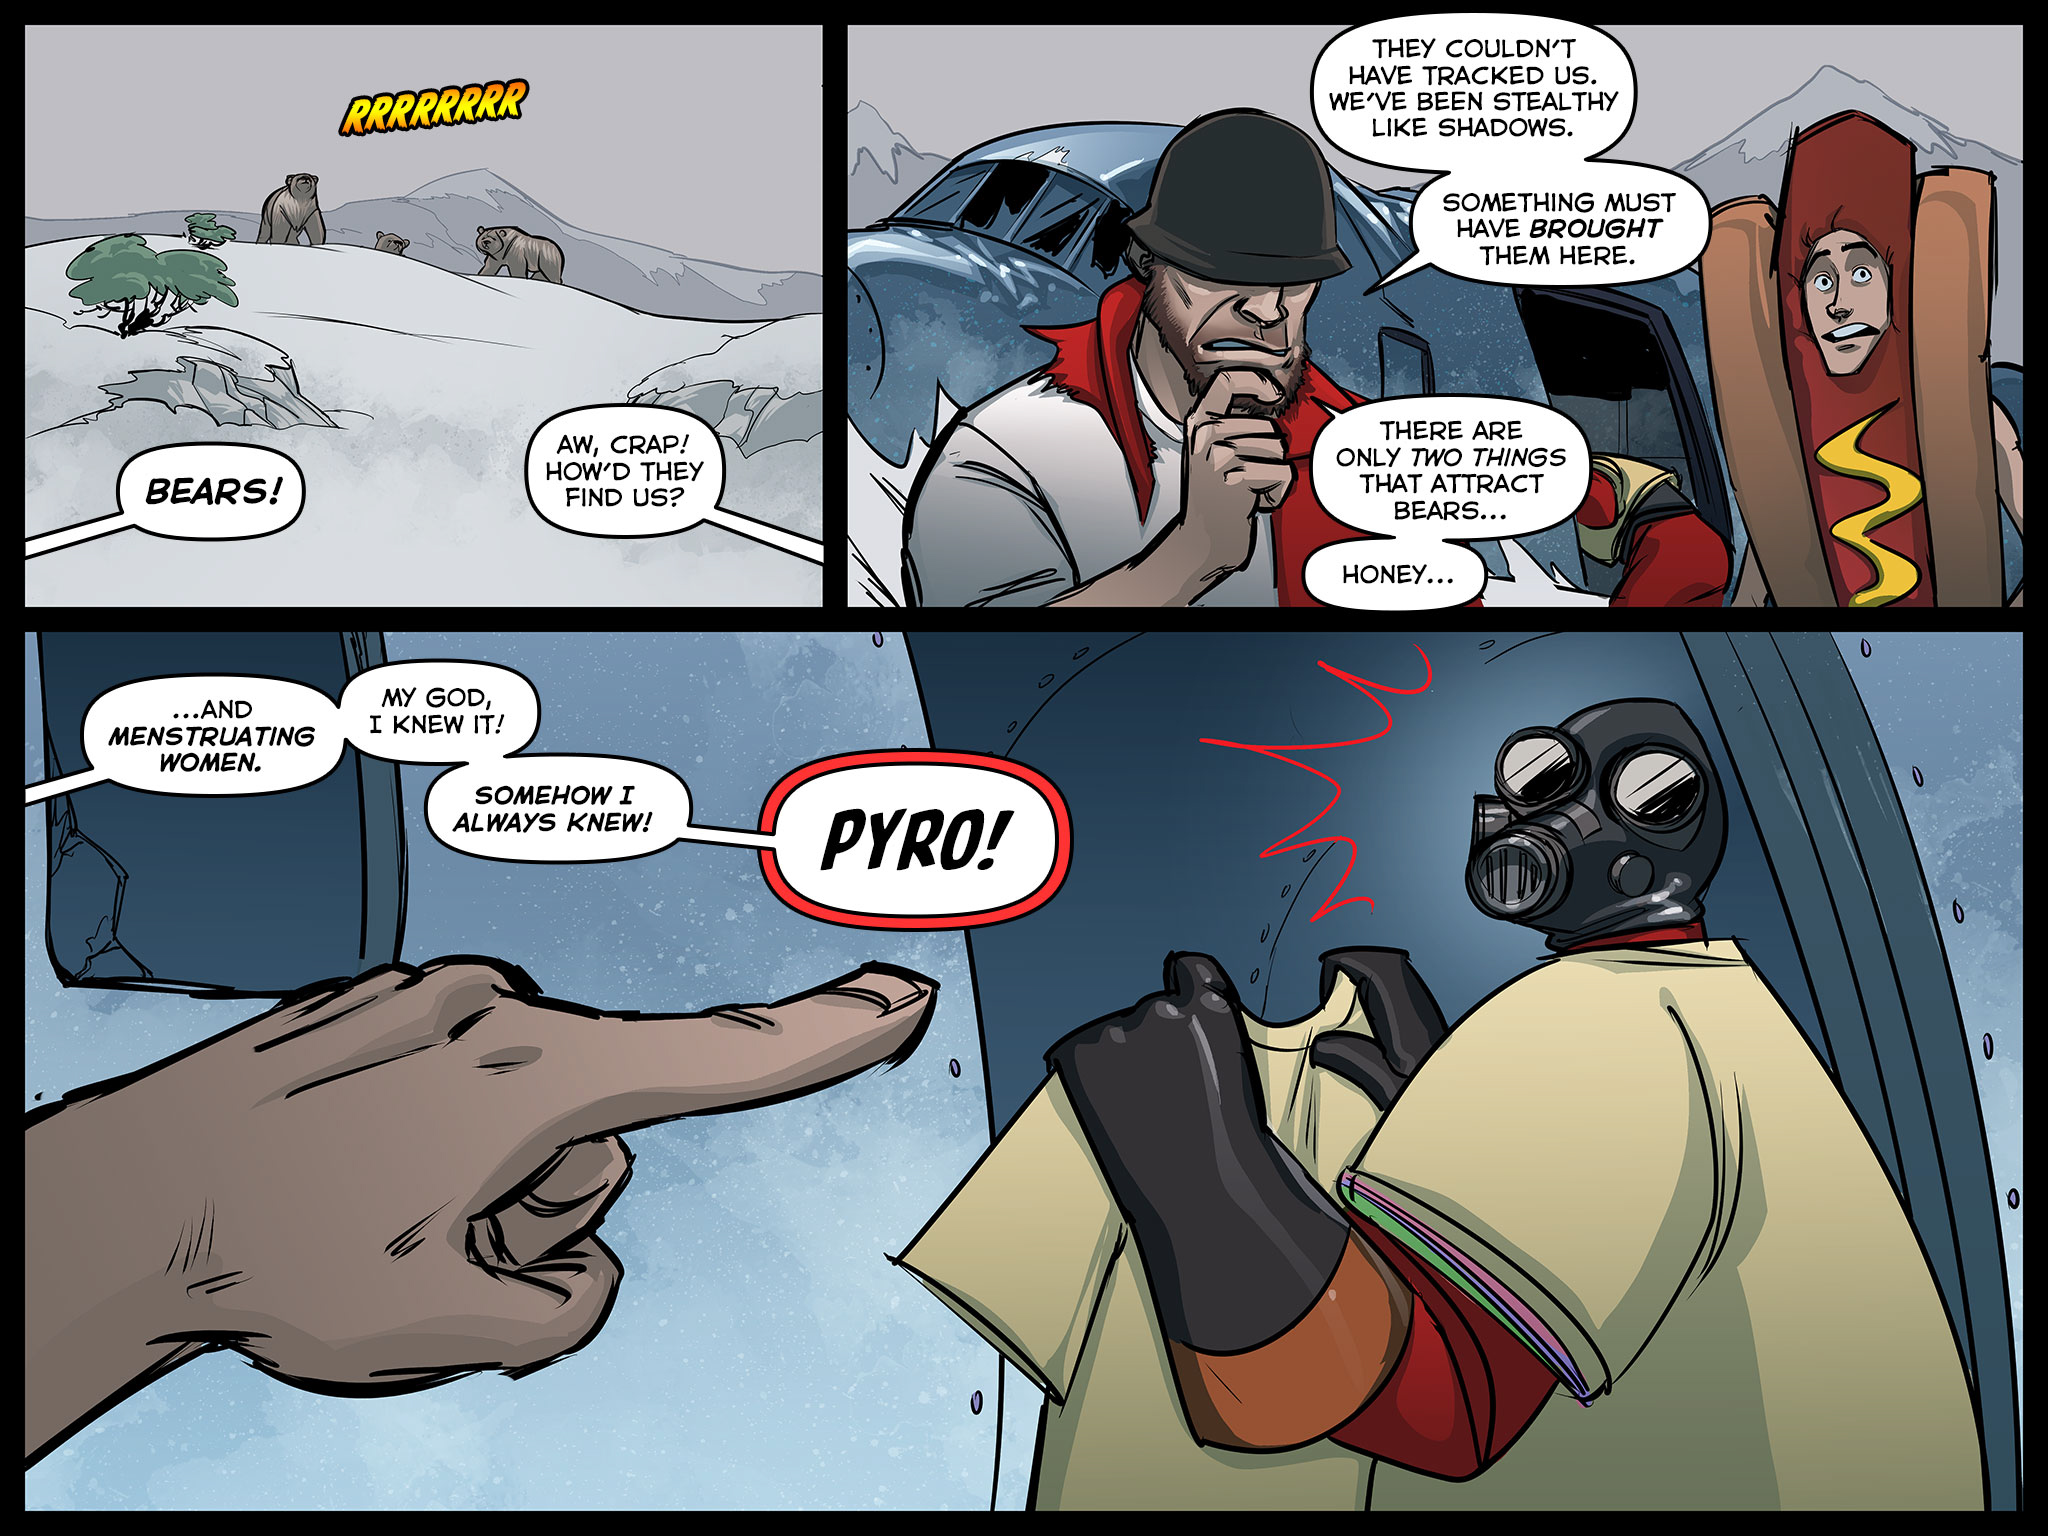 RRRRRRRR
BEARS!
AW, CRAP!
HOW'D THEY
FIND US?
THEY COULDN'T
HAVE TRACKED US.
WE'VE BEEN STEALTHY
LIKE SHADOWS.
SOMETHING MUST
HAVE BROUGHT
THEM HERE.
THERE ARE
ONLY TWO THINGS
THAT ATTRACT
BEARS...
HONEY...
...AND
MENSTRUATING
WOMEN.
MY GOD,
I KNEW IT!
SOMEHOW I
ALWAYS KNEW!
PYRO!